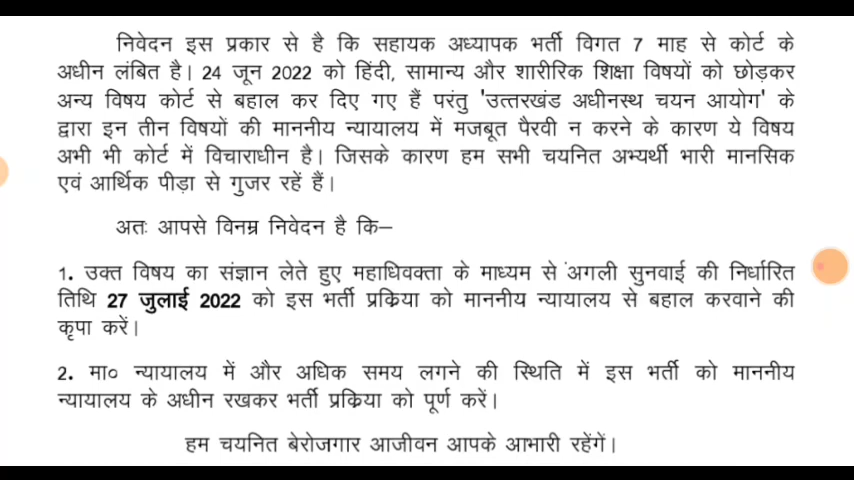 निवेदन इस प्रकार से है कि सहायक अध्यापक भर्ती विगत 7 माह से कोर्ट के
अधीन लंबित है। 24 जून 2022 को हिंदी, सामान्य और शारीरिक शिक्षा विषयों को छोड़कर
अन्य विषय कोर्ट से बहाल कर दिए गए हैं परंतु 'उत्तरखंड अधीनस्थ चयन आयोग' के
द्वारा इन तीन विषयों की माननीय न्यायालय में मजबूत पैरवी न करने के कारण ये विषय
अभी भी कोर्ट में विचाराधीन है। जिसके कारण हम सभी चयनित अभ्यर्थी भारी मानसिक
एवं आर्थिक पीड़ा से गुजर रहें हैं।
अतः आपसे विनम्र निवेदन है कि–
1. उक्त विषय का संज्ञान लेते हुए महाधिवक्ता के माध्यम से अगली सुनवाई की निर्धारित
तिथि 27 जुलाई 2022 को इस भर्ती प्रक्रिया को माननीय न्यायालय से बहाल करवाने की
कृपा करें।
2. मा० न्यायालय में और अधिक समय लगने की स्थिति में इस भर्ती को माननीय
न्यायालय के अधीन रखकर भर्ती प्रक्रिया को पूर्ण करें।
हम चयनित बेरोजगार आजीवन आपके आभारी रहेंगें।